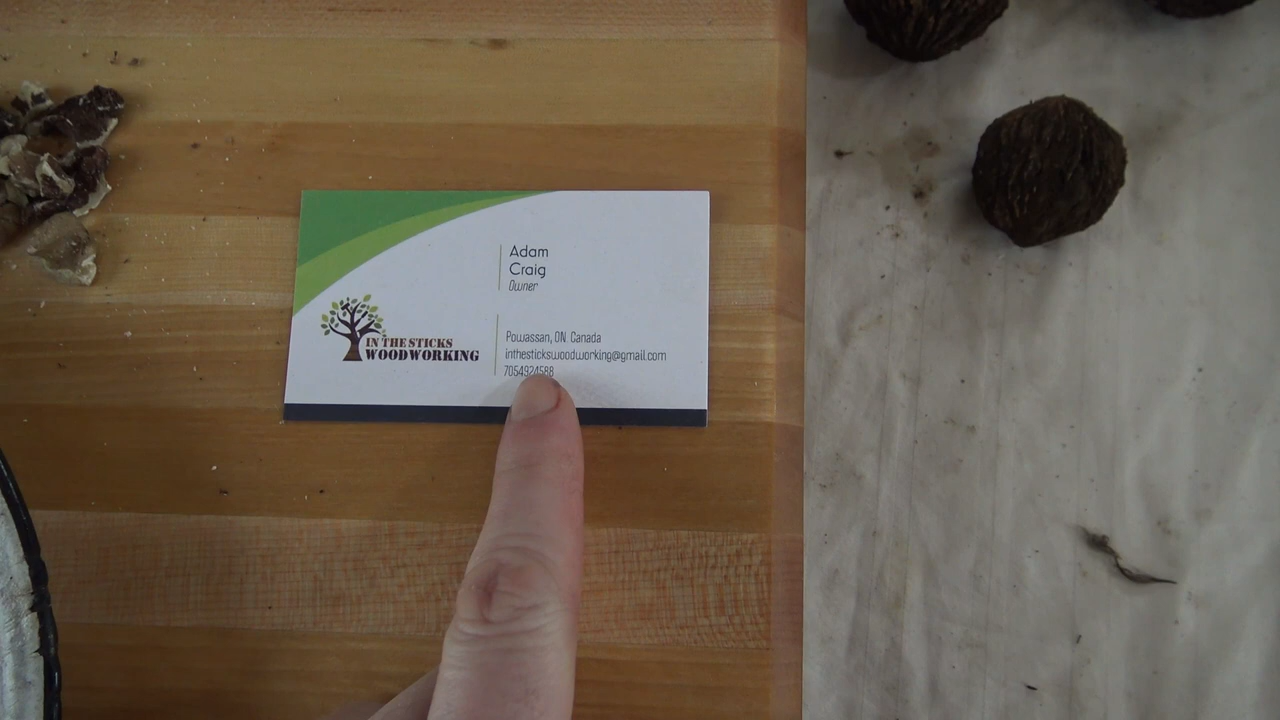 Adam
Craig
Owner
IN THE STICKS
WOODWORKING
Powassan, ON. Canada
inthestickswoodworking@gmail.com
7054924588